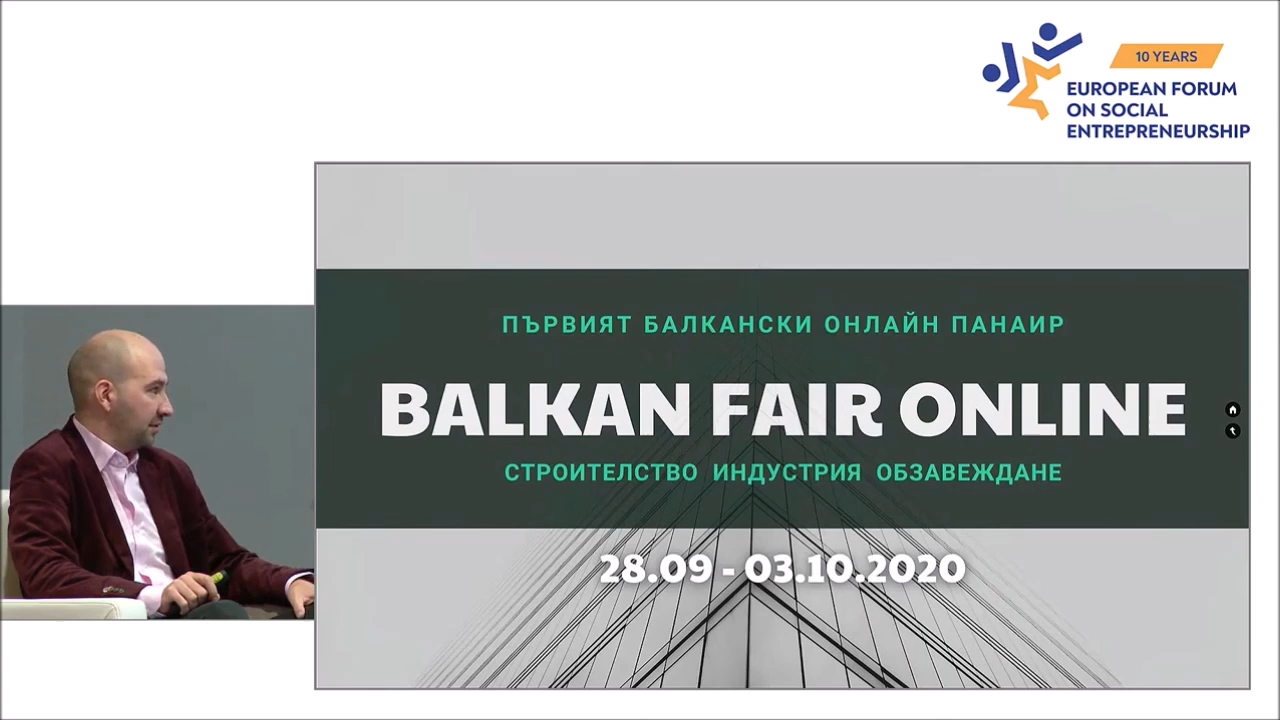 10 YEARS
EUROPEAN FORUM
ON SOCIAL
ENTREPRENEURSHIP
ПЪРВИЯТ БАЛКАНСКИ ОНЛАЙН ПАНАИР
BALKAN FAIR ONLINE
СТРОИТЕЛСТВО ИНДУСТРИЯ ОБЗАВЕЖДАНЕ
28.09 - 03.10.2020